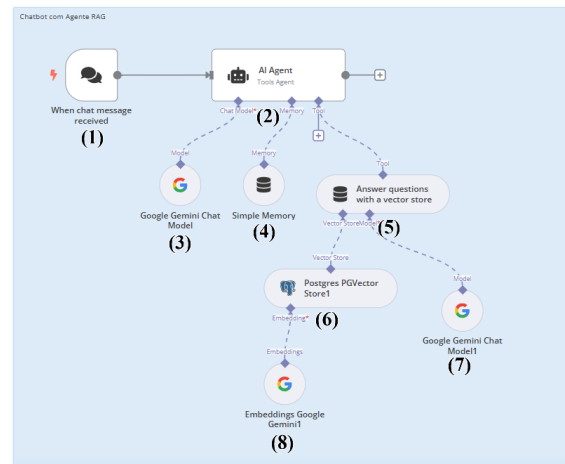 Chatbot com Agente RAG
AI Agent
Tools Agent
When chat message
received
(1)
Chat Model*
(2)
Memory
Tool
Model
Memory
Tool
Google Gemini Chat
Model
(3)
Simple Memory
(4)
Answer questions
with a vector store
(5)
Vector Store
Model*
Vector Store
Postgres PGVector
Store1
(6)
Embedding*
Model
Google Gemini Chat
Model1
(7)
Embeddings
Embeddings Google
Gemini1
(8)